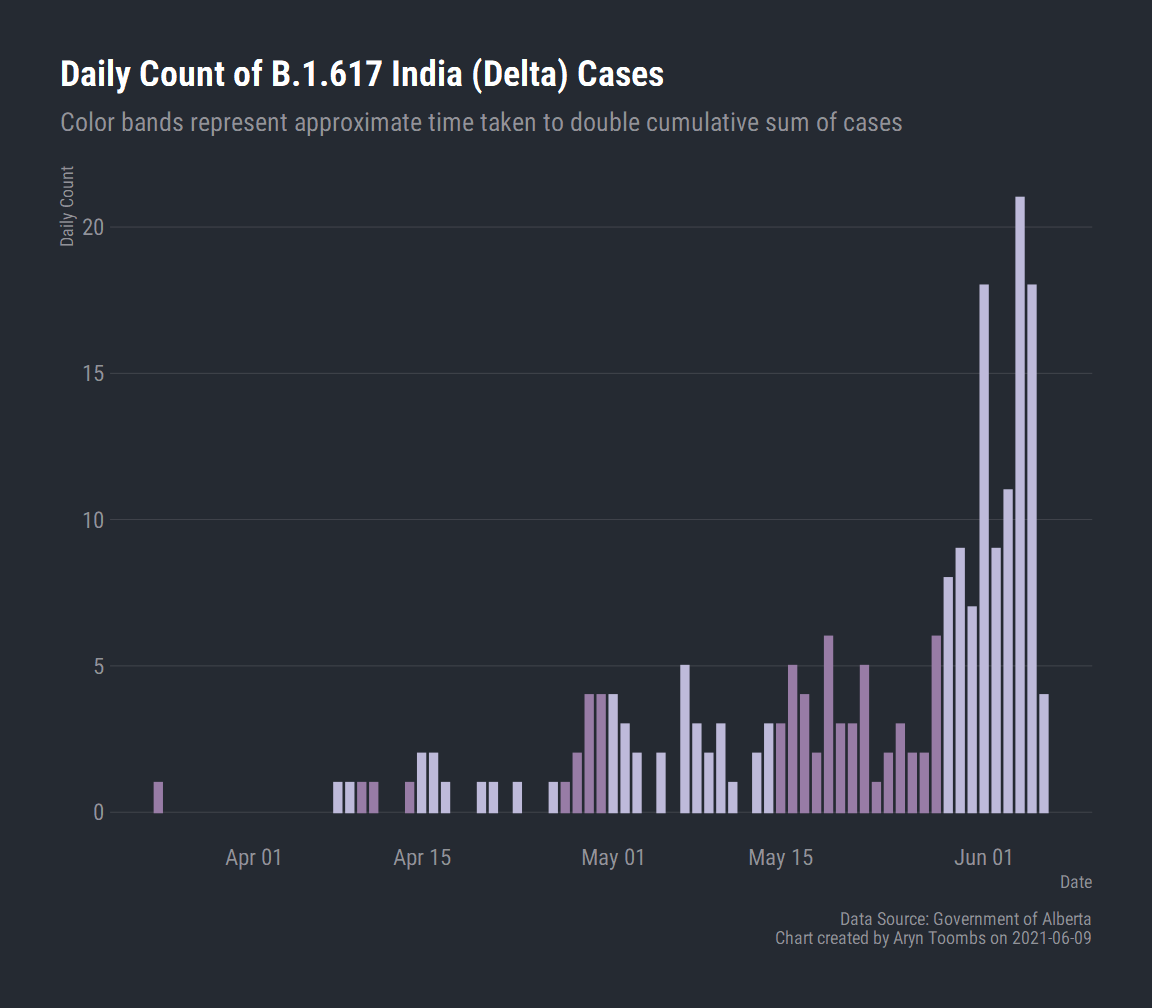 Daily Count of B.1.617 India (Delta) Cases
Color bands represent approximate time taken to double cumulative sum of cases
Daily Count
20
15
10
5
0
Apr 01 Apr 15 May 01 May 15 Jun 01
Date
Data Source: Government of Alberta
Chart created by Aryn Toombs on 2021-06-09